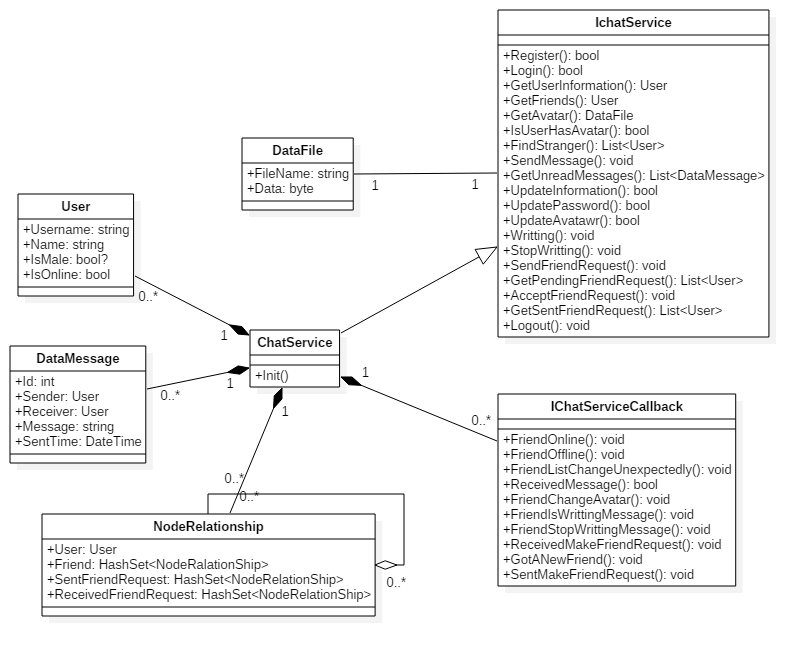 IchatService
+Register(): bool
+Login(): bool
+GetUserInformation(): User
+GetFriends(): User
+GetAvatar(): DataFile
+IsUserHasAvatar(): bool
+FindStranger(): List<User>
+SendMessage(): void
+GetUnreadMessages(): List<DataMessage>
+UpdateInformation(): bool
+UpdatePassword(): bool
+UpdateAvatawr(): bool
+Writting(): void
+StopWritting(): void
+SendFriendRequest(): void
+GetPendingFriendRequest(): List<User>
+AcceptFriendRequest(): void
+GetSentFriendRequest(): List<User>
+Logout(): void
DataFile
+FileName: string
+Data: byte
1
1
User
+Username: string
+Name: string
+IsMale: bool?
+IsOnline: bool
0..*
1
ChatService
+Init()
DataMessage
+Id: int
+Sender: User
+Receiver: User
+Message: string
+SentTime: DateTime
0..*
1
1
1
0..*
IChatServiceCallback
+FriendOnline(): void
+FriendOffline(): void
+FriendListChangeUnexpectedly(): void
+ReceivedMessage(): bool
+FriendChangeAvatar(): void
+FriendIsWrittingMessage(): void
+FriendStopWrittingMessage(): void
+ReceivedMakeFriendRequest(): void
+GotANewFriend(): void
+SentMakeFriendRequest(): void
0..*
0..*
NodeRelationship
+User: User
+Friend: HashSet<NodeRalationShip>
+SentFriendRequest: HashSet<NodeRelationShip>
+ReceivedFriendRequest: HashSet<NodeRelationShip>
0..*